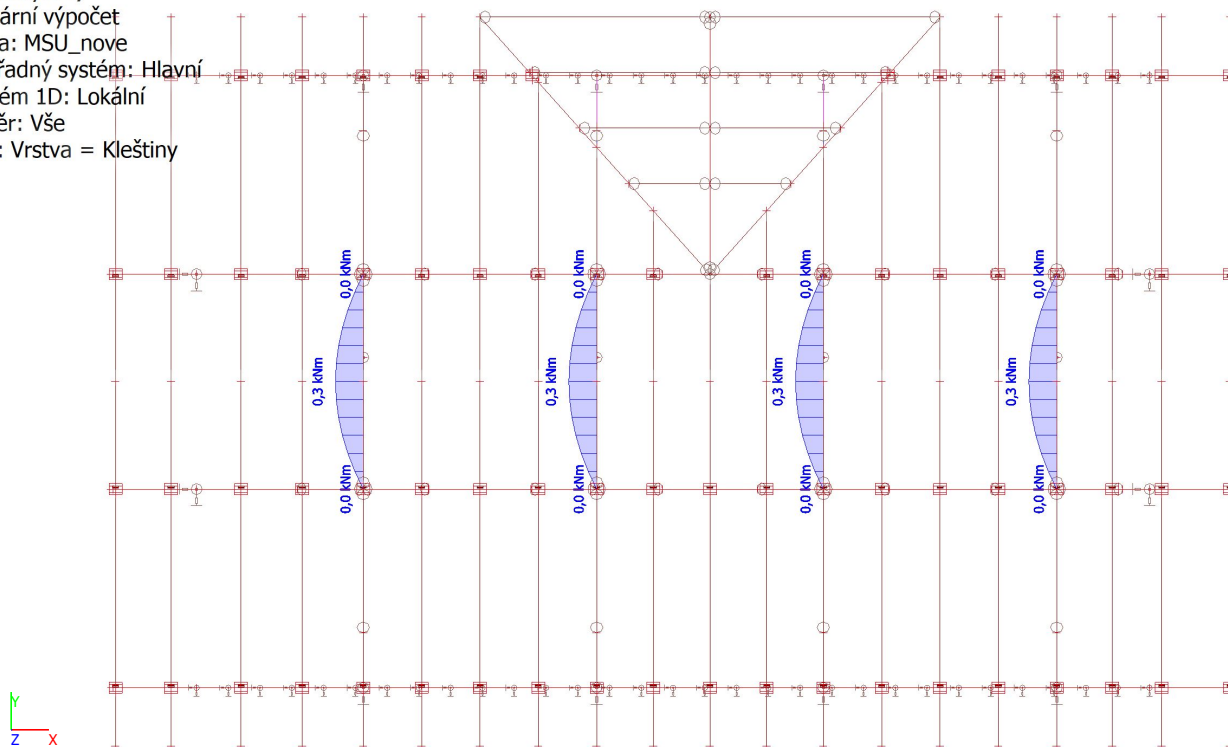 ární výpočet
a: MSU_nove
řadný systém: Hlavní
ém 1D: Lokální
ěr: Vše
: Vrstva = Kleštiny
0,0 kNm
0,0 kNm
0,0 kNm
0,0 kNm
0,3 kNm
0,3 kNm
0,3 kNm
0,3 kNm
0,0 kNm
0,0 kNm
0,0 kNm
0,0 kNm
Y
Z X